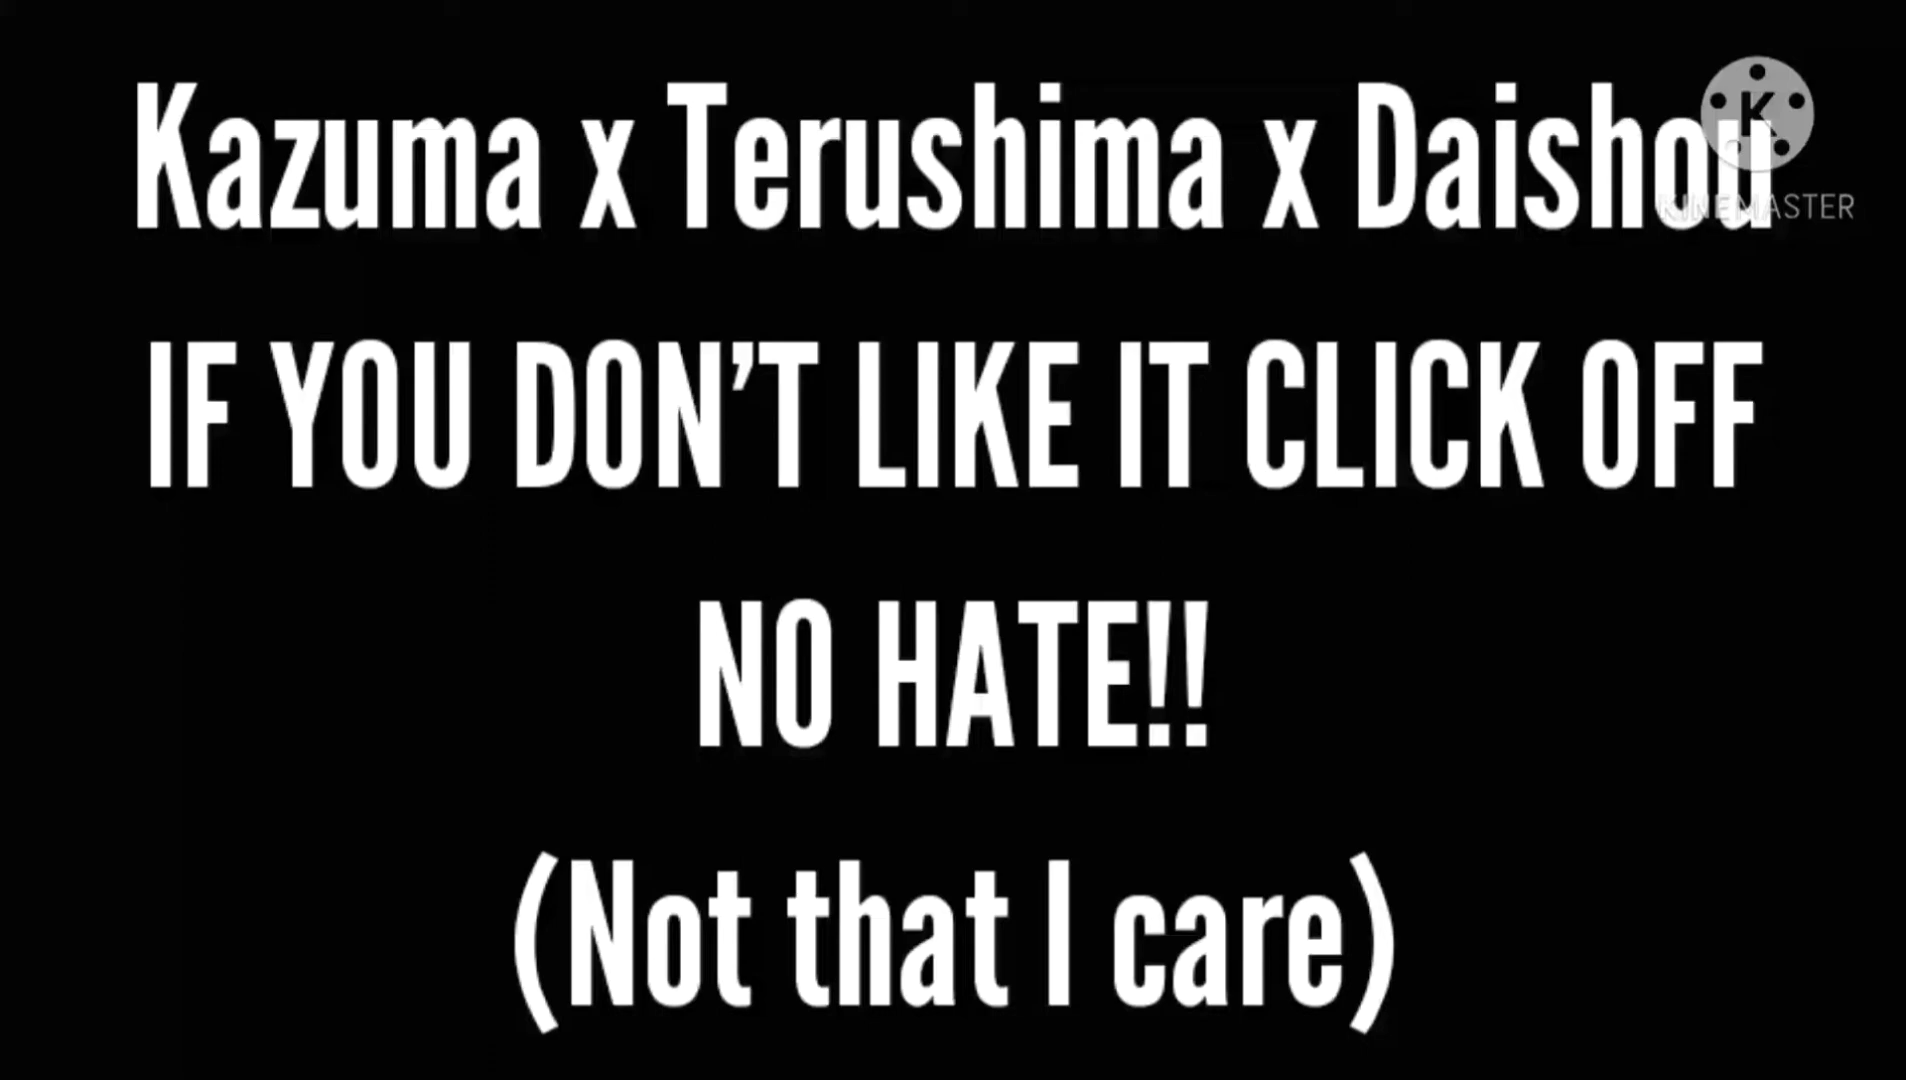 Kazuma x Terushima x Daishou
K
KINEMASTER
IF YOU DON'T LIKE IT CLICK OFF
NO HATE!!
(Not that I care)